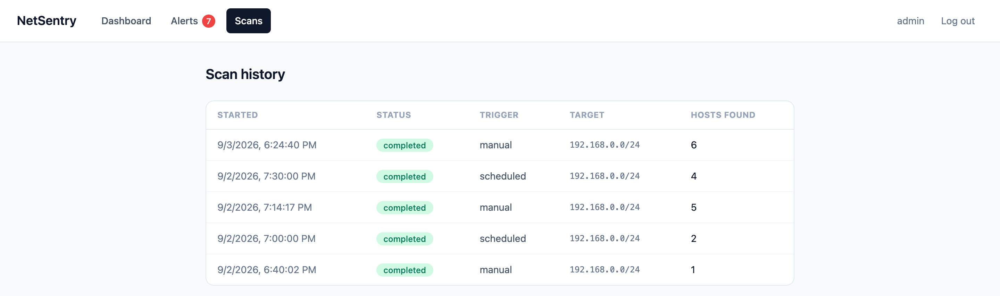 NetSentry Dashboard Alerts 7 Scans admin Log out
Scan history
STARTED STATUS TRIGGER TARGET HOSTS FOUND
9/3/2026, 6:24:40 PM completed manual 192.168.0.0/24 6
9/2/2026, 7:30:00 PM completed scheduled 192.168.0.0/24 4
9/2/2026, 7:14:17 PM completed manual 192.168.0.0/24 5
9/2/2026, 7:00:00 PM completed scheduled 192.168.0.0/24 2
9/2/2026, 6:40:02 PM completed manual 192.168.0.0/24 1